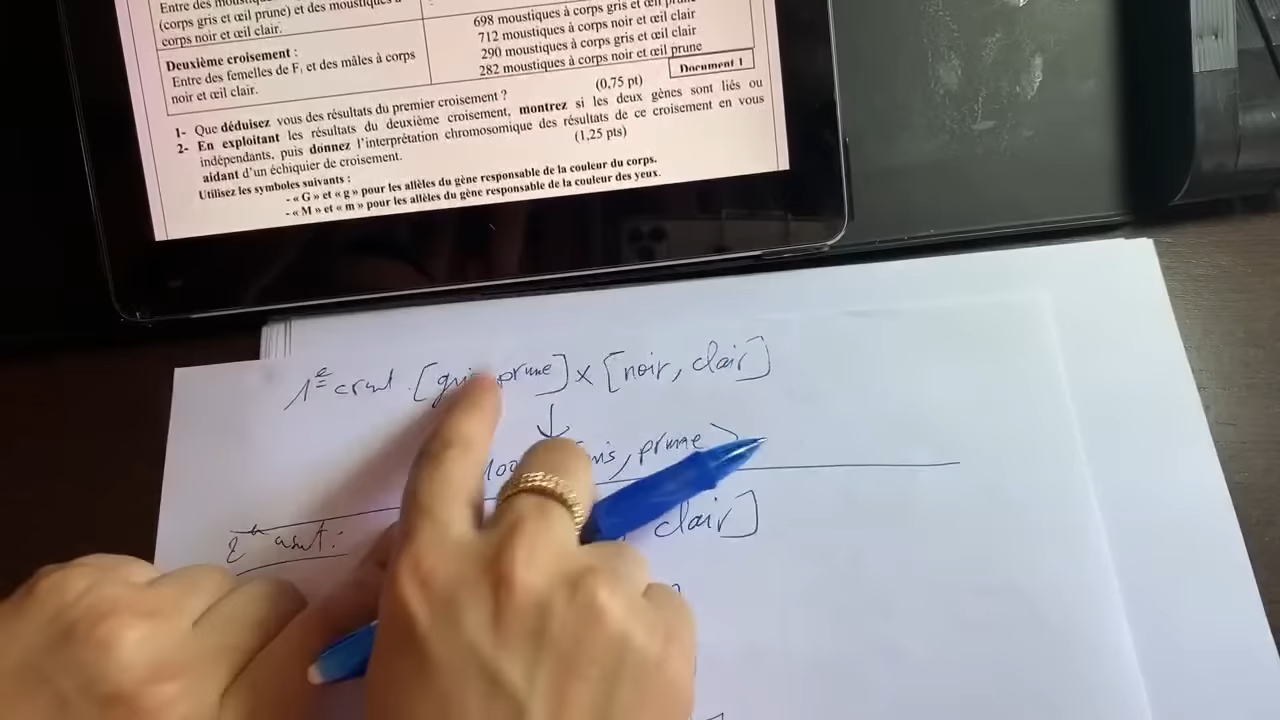 Entre des moustiques
(corps gris et œil prune) et des moustiques à
corps noir et œil clair.
Deuxième croisement :
Entre des femelles de F₁ et des mâles à corps
noir et œil clair.
698 moustiques à corps gris et œil prune
712 moustiques à corps noir et œil clair
290 moustiques à corps gris et œil clair
282 moustiques à corps noir et œil prune
Document 1
1- Que déduisez vous des résultats du premier croisement ? (0,75 pt)
2- En exploitant les résultats du deuxième croisement, montrez si les deux gènes sont liés ou
indépendants, puis donnez l'interprétation chromosomique des résultats de ce croisement en vous
aidant d'un échiquier de croisement. (1,25 pts)
Utilisez les symboles suivants :
- « G » et « g » pour les allèles du gène responsable de la couleur du corps.
- « M » et « m » pour les allèles du gène responsable de la couleur des yeux.
1e crmt [gris, prune] x [noir, clair]
↓
100 , prune
2e
clair]